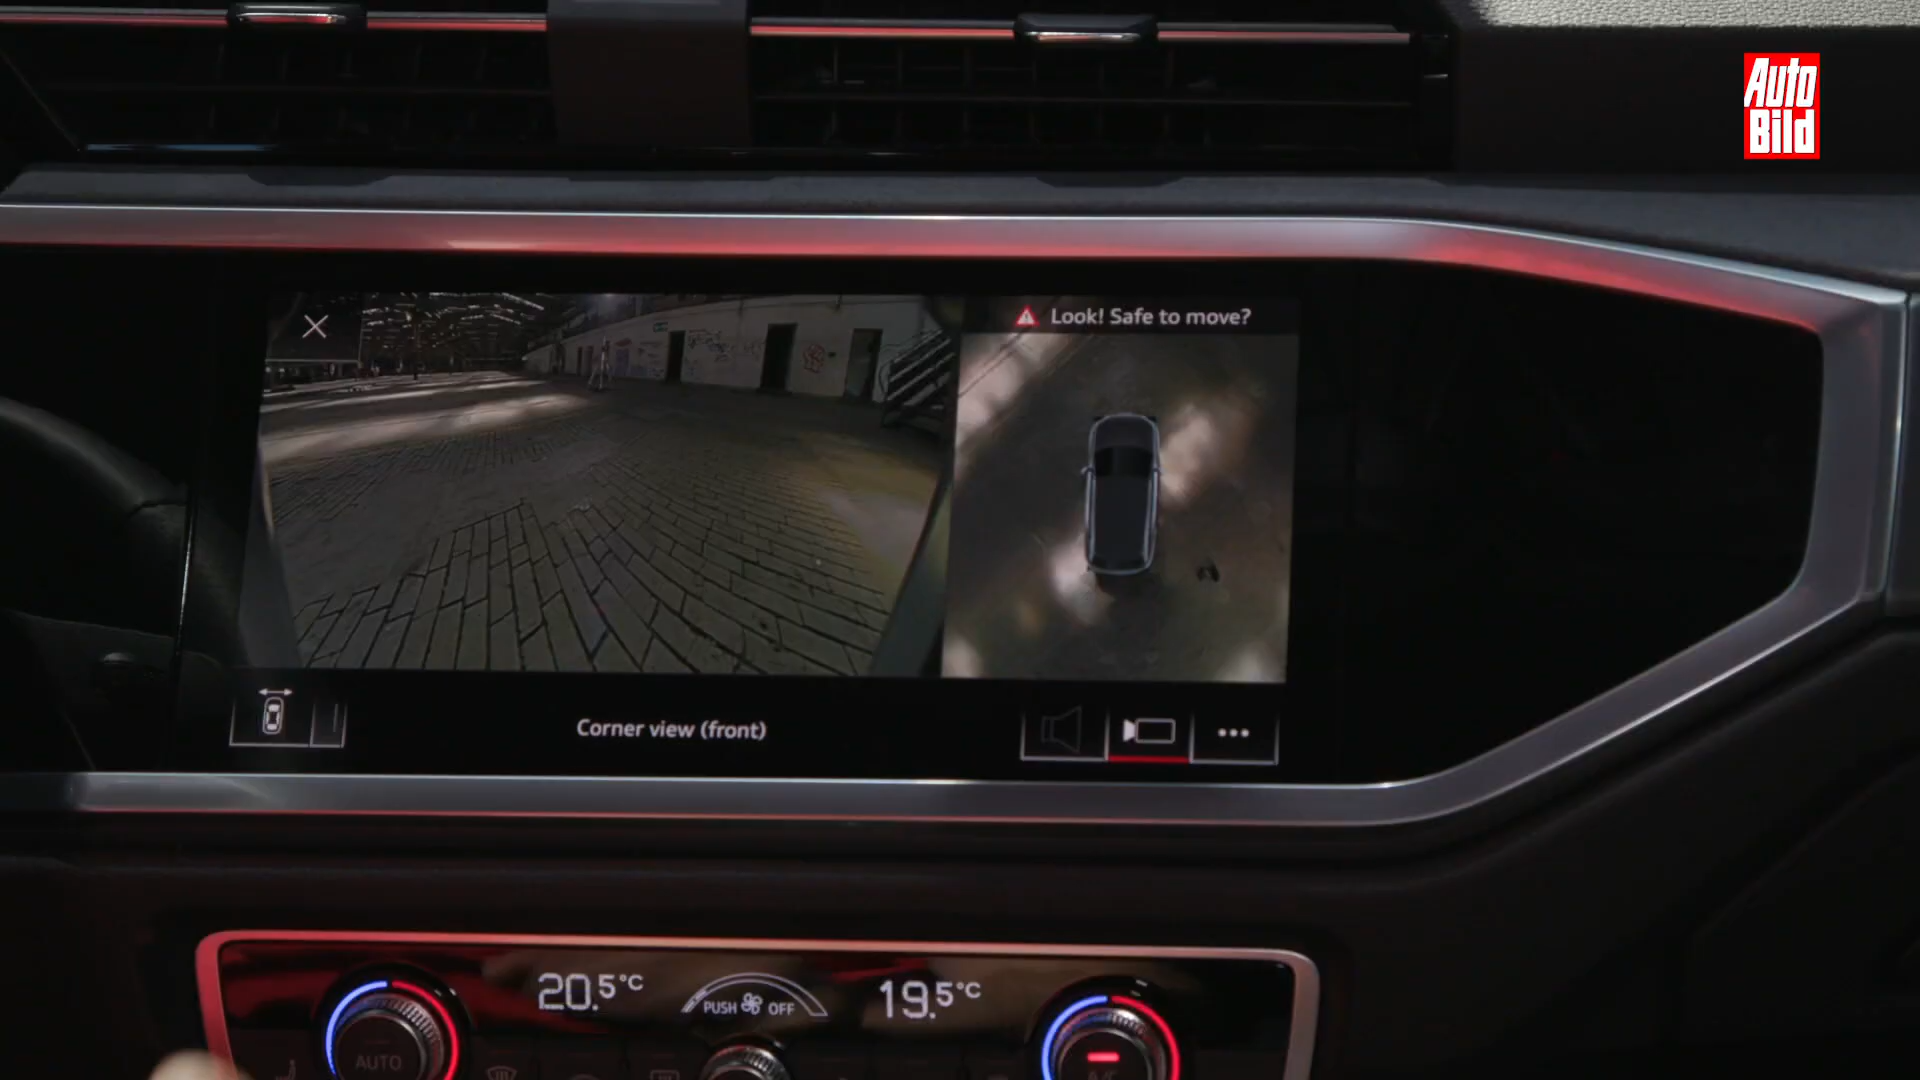 Auto
Bild
Look! Safe to move?
Corner view (front)
20.5°C
PUSH OFF
19.5°C
AUTO
A/C